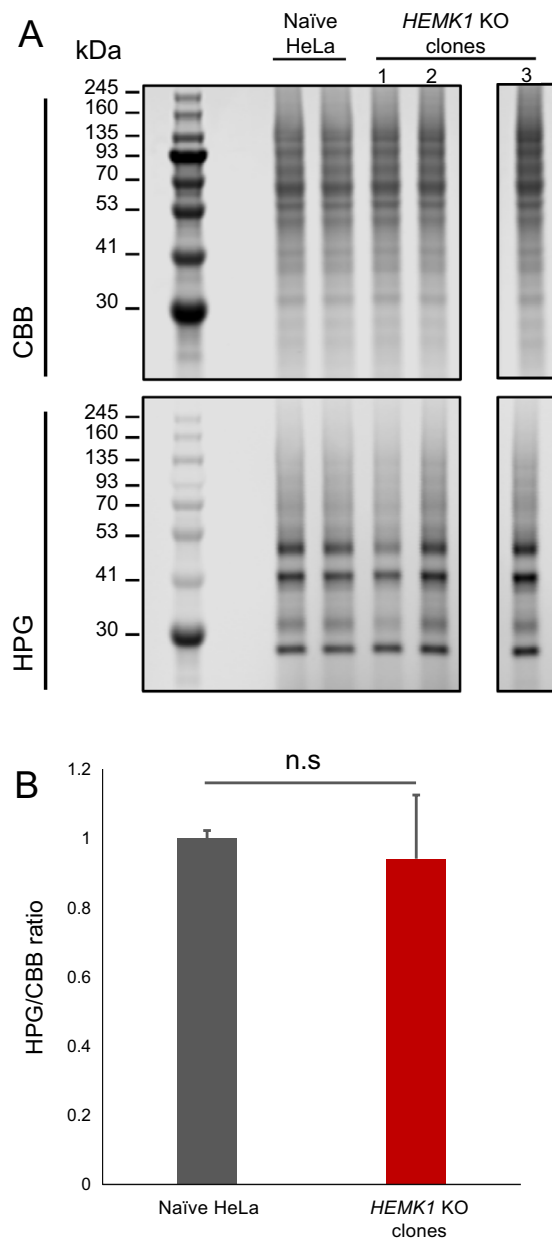 A
kDa
Naïve
HeLa
HEMK1 KO
clones
1 2 3
245
160
135
93
70
53
41
30
CBB
245
160
135
93
70
53
41
30
HPG
B
n.s
1.2
1
0.8
0.6
0.4
0.2
0
HPG/CBB ratio
Naïve HeLa
HEMK1 KO
clones